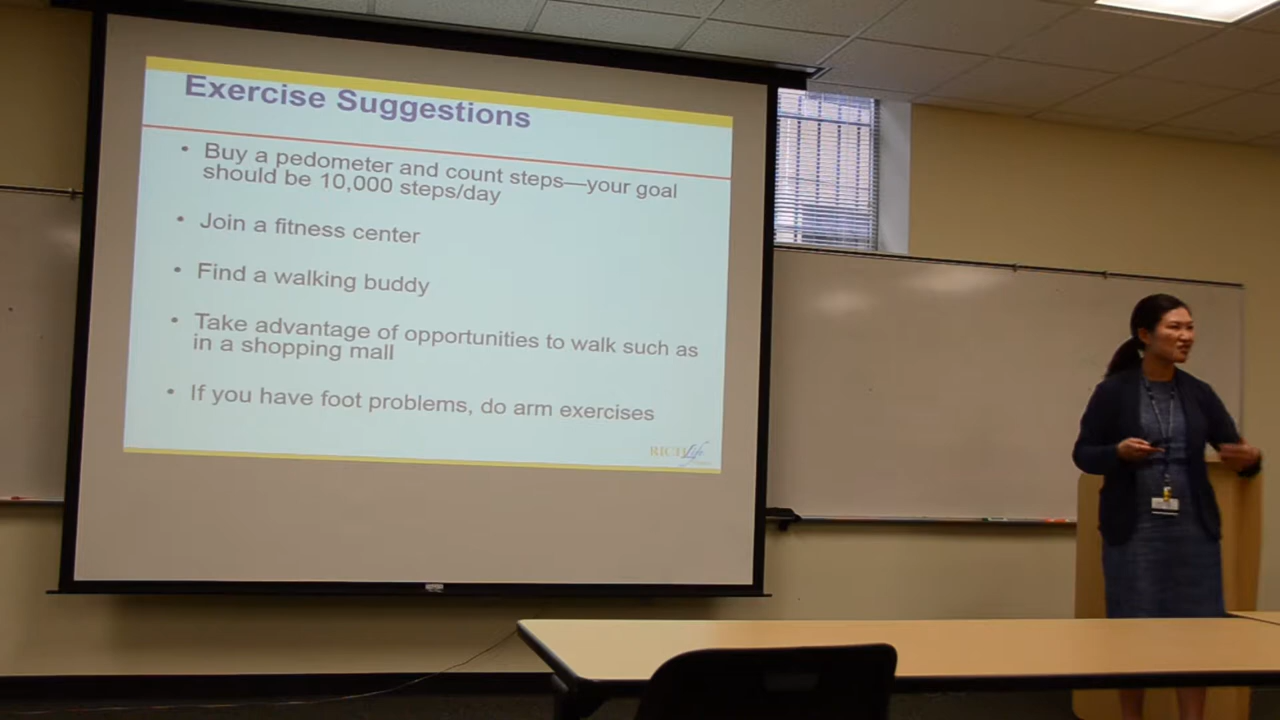 Exercise Suggestions
• Buy a pedometer and count steps—your goal
should be 10,000 steps/day
• Join a fitness center
• Find a walking buddy
• Take advantage of opportunities to walk such as
in a shopping mall
• If you have foot problems, do arm exercises
RICHLife